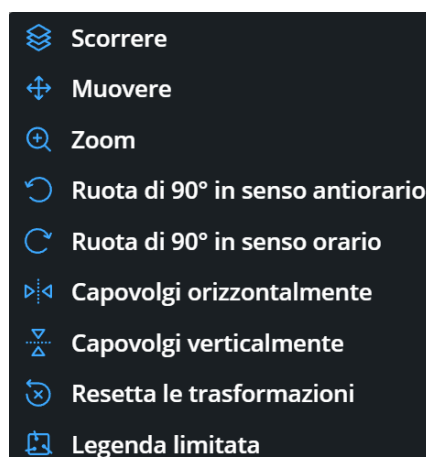 Scorrere
Muovere
Zoom
Ruota di 90° in senso antiorario
Ruota di 90° in senso orario
Capovolgi orizzontalmente
Capovolgi verticalmente
Resetta le trasformazioni
Legenda limitata